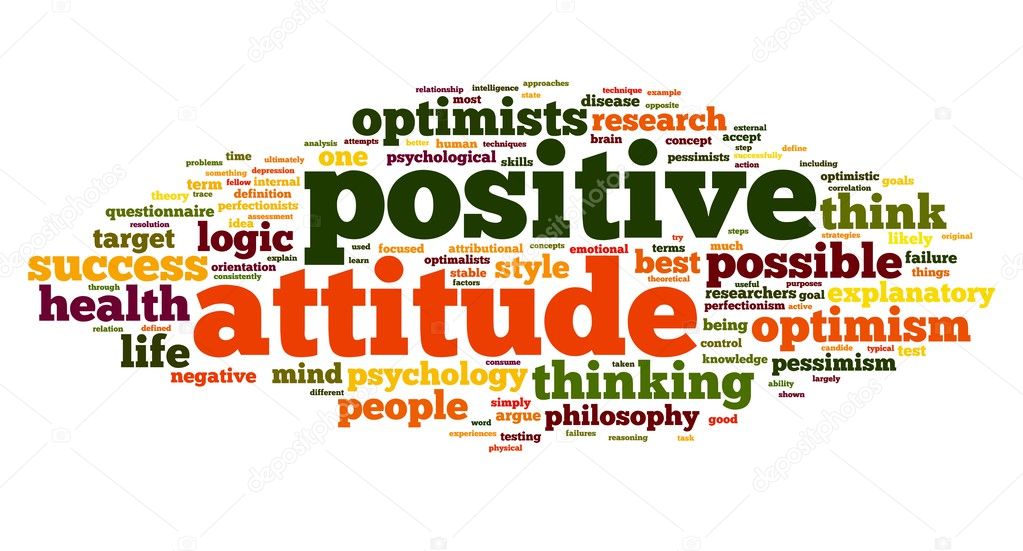 approaches
relationship intelligence
technique example
most state
disease opposite
optimists research
external
brain concept accept
analysis attempts better human techniques
step define
time one psychological skills pessimists successfully
problems ultimately action including
something depression
positive
optimistic goals
theory trace term fellow internal
correlation
definition
questionnaire perfectionists
think
assessment
resolution idea
steps strategies likely original
target logic
used focused attributional concepts emotional try terms much
explain learn
success orientation optimalists style best possible failure
consistently stable theoretical things
through factors useful purposes
health attitude researchers goal explanatory
perfectionism active
relation defined
being optimism
life control candide typical test
consume taken knowledge pessimism
negative mind psychology thinking largely
ability
different shown
people simply argue philosophy good
word
experiences testing failures reasoning task
physical
depositphotos